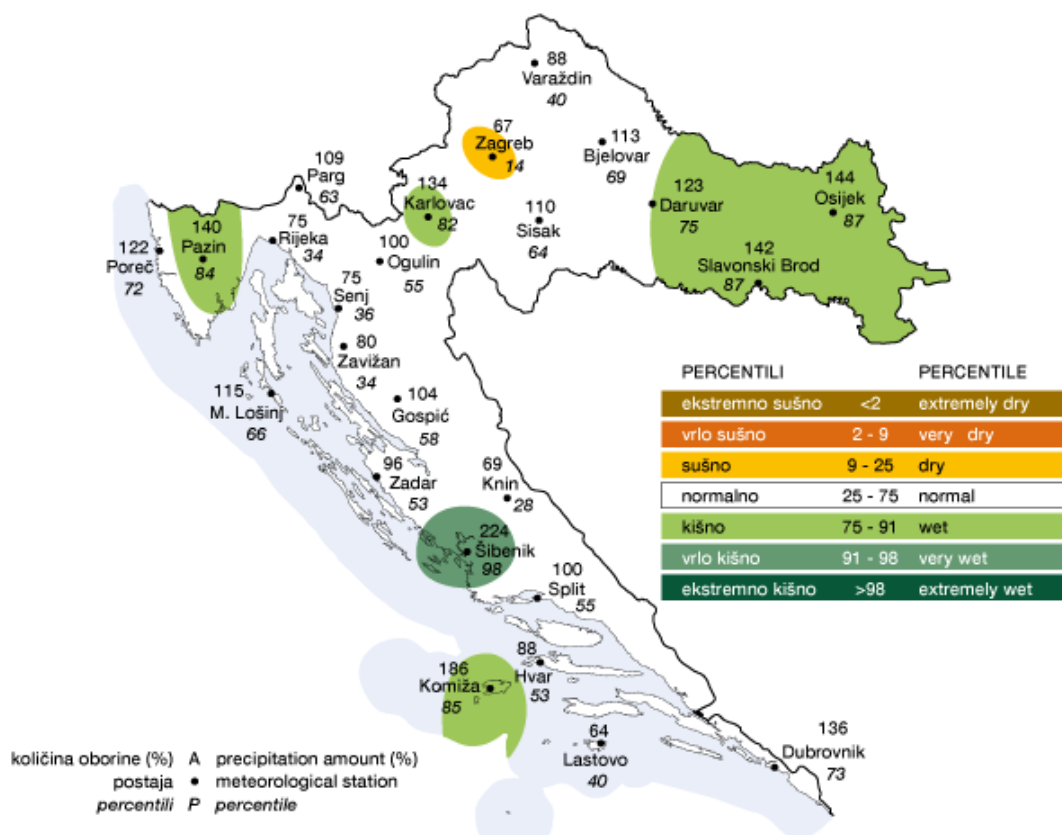 88
Varaždin
40
67
Zagreb
14
113
Bjelovar
69
109
Parg
63
134
Karlovac
82
123
Daruvar
75
144
Osijek
87
140
Pazin
84
75
Rijeka
34
110
Sisak
64
122
Poreč
72
100
Ogulin
55
142
Slavonski Brod
87
75
Senj
36
80
Zavižan
34
115
M. Lošinj
66
104
Gospić
58
96
Zadar
53
69
Knin
28
224
Šibenik
98
100
Split
55
88
Hvar
53
186
Komiža
85
64
Lastovo
40
136
Dubrovnik
73
PERCENTILI PERCENTILE
ekstremno sušno <2 extremely dry
vrlo sušno 2 - 9 very dry
sušno 9 - 25 dry
normalno 25 - 75 normal
kišno 75 - 91 wet
vrlo kišno 91 - 98 very wet
ekstremno kišno >98 extremely wet
količina oborine (%) A precipitation amount (%)
postaja ● meteorological station
percentili P percentile